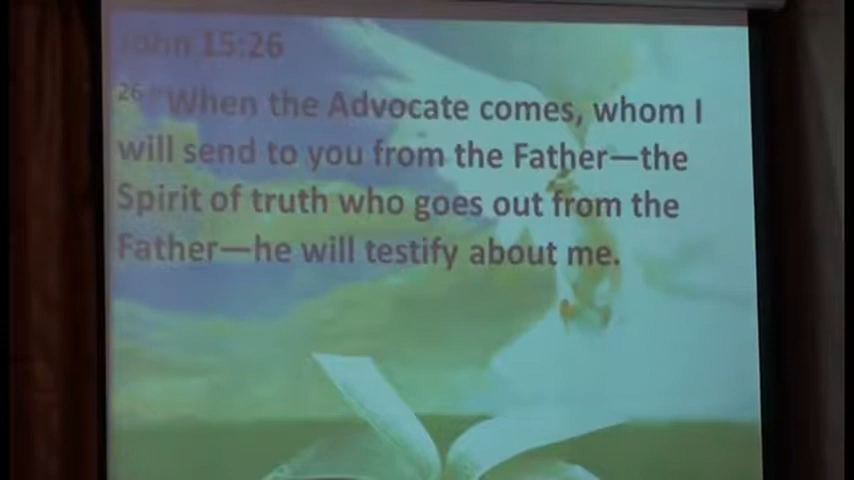 John 15:26
26 "When the Advocate comes, whom I
will send to you from the Father—the
Spirit of truth who goes out from the
Father—he will testify about me.